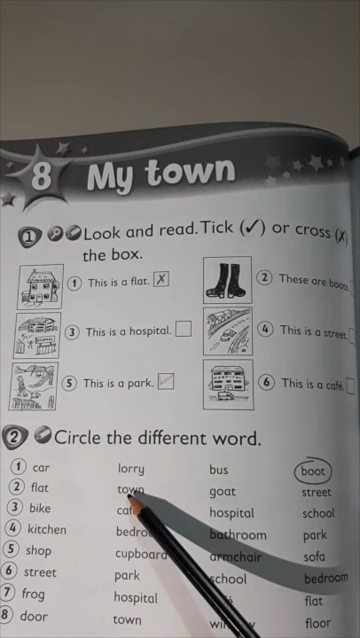 8 My town
1 Look and read. Tick (✓) or cross (✗)
the box.
1 This is a flat. ✗
2 These are boots.
3 This is a hospital.
4 This is a street.
5 This is a park.
6 This is a café.
2 Circle the different word.
1 car lorry bus boot
2 flat town goat street
3 bike hospital school
4 kitchen bathroom park
5 shop cupboard armchair sofa
6 street park school bedroom
7 frog hospital flat
8 door town floor